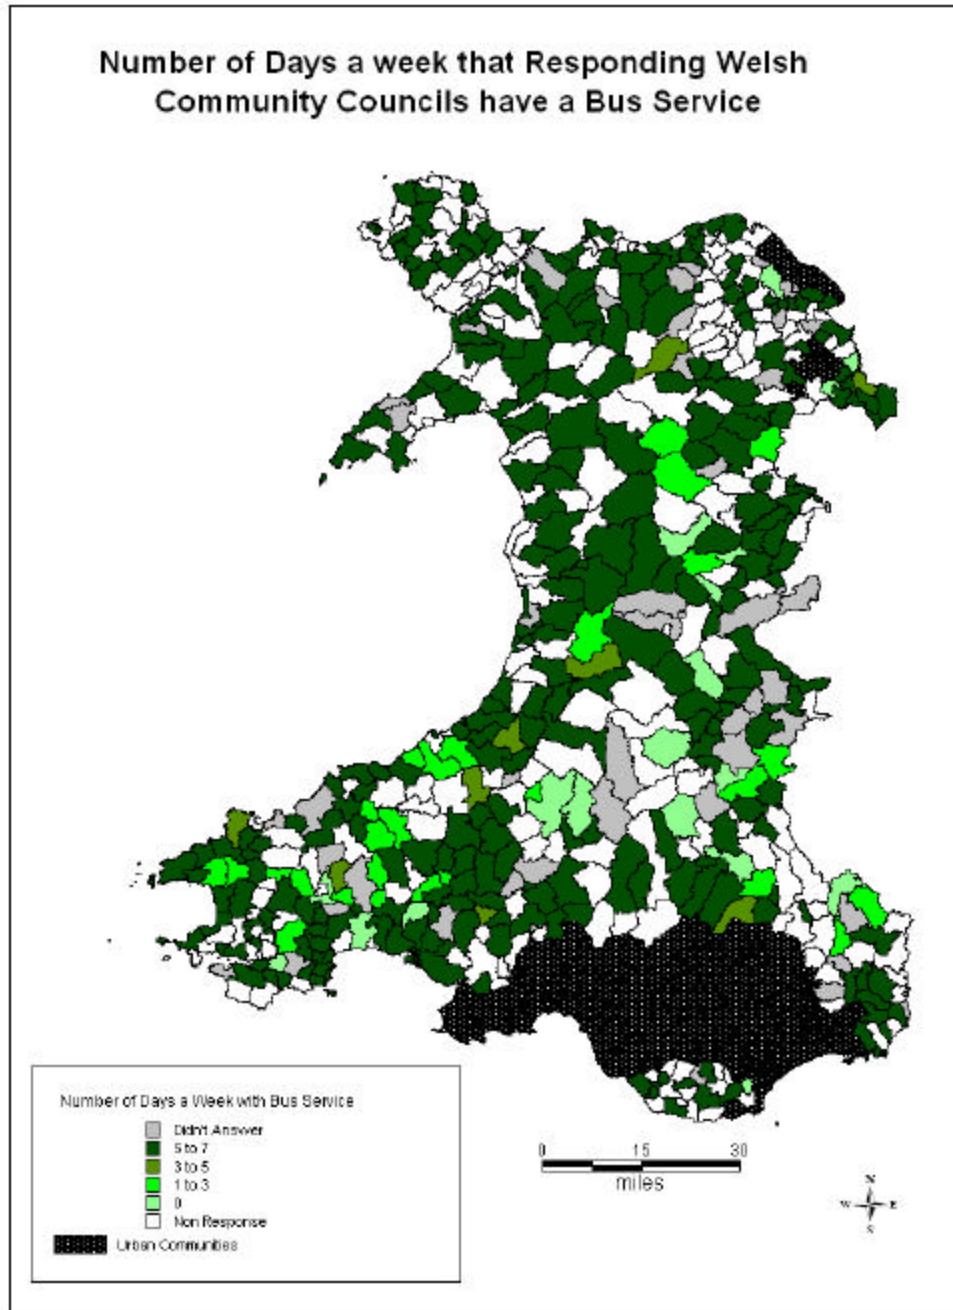 Number of Days a week that Responding Welsh
Community Councils have a Bus Service
Number of Days a Week with Bus Service
Didn't Answer
5 to 7
3 to 5
1 to 3
0
Non Response
Urban Communities
0 15 30
miles
N
W E
S